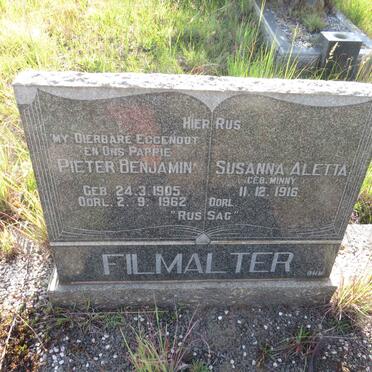 HIER RUS
MY DIERBARE EGGENOOT
EN ONS PAPPIE
PIETER BENJAMIN
GEB. 24.3.1905
OORL. 2.9.1962
SUSANNA ALETTA
(GEB. MINNY)
11.12.1916
OORL.
"RUS SAG"
FILMALTER